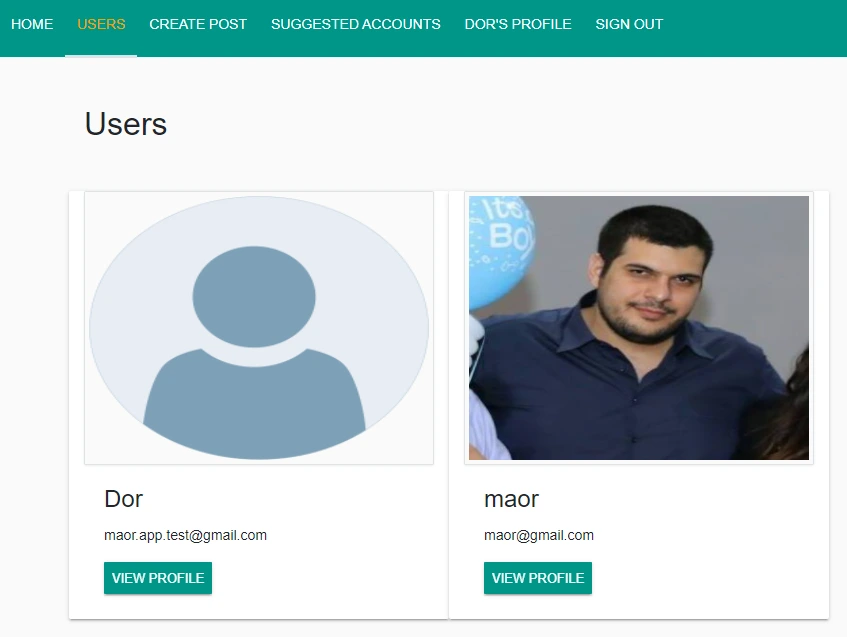 HOME USERS CREATE POST SUGGESTED ACCOUNTS DOR'S PROFILE SIGN OUT
Users
It's
Dor
maor.app.test@gmail.com
VIEW PROFILE
maor
maor@gmail.com
VIEW PROFILE